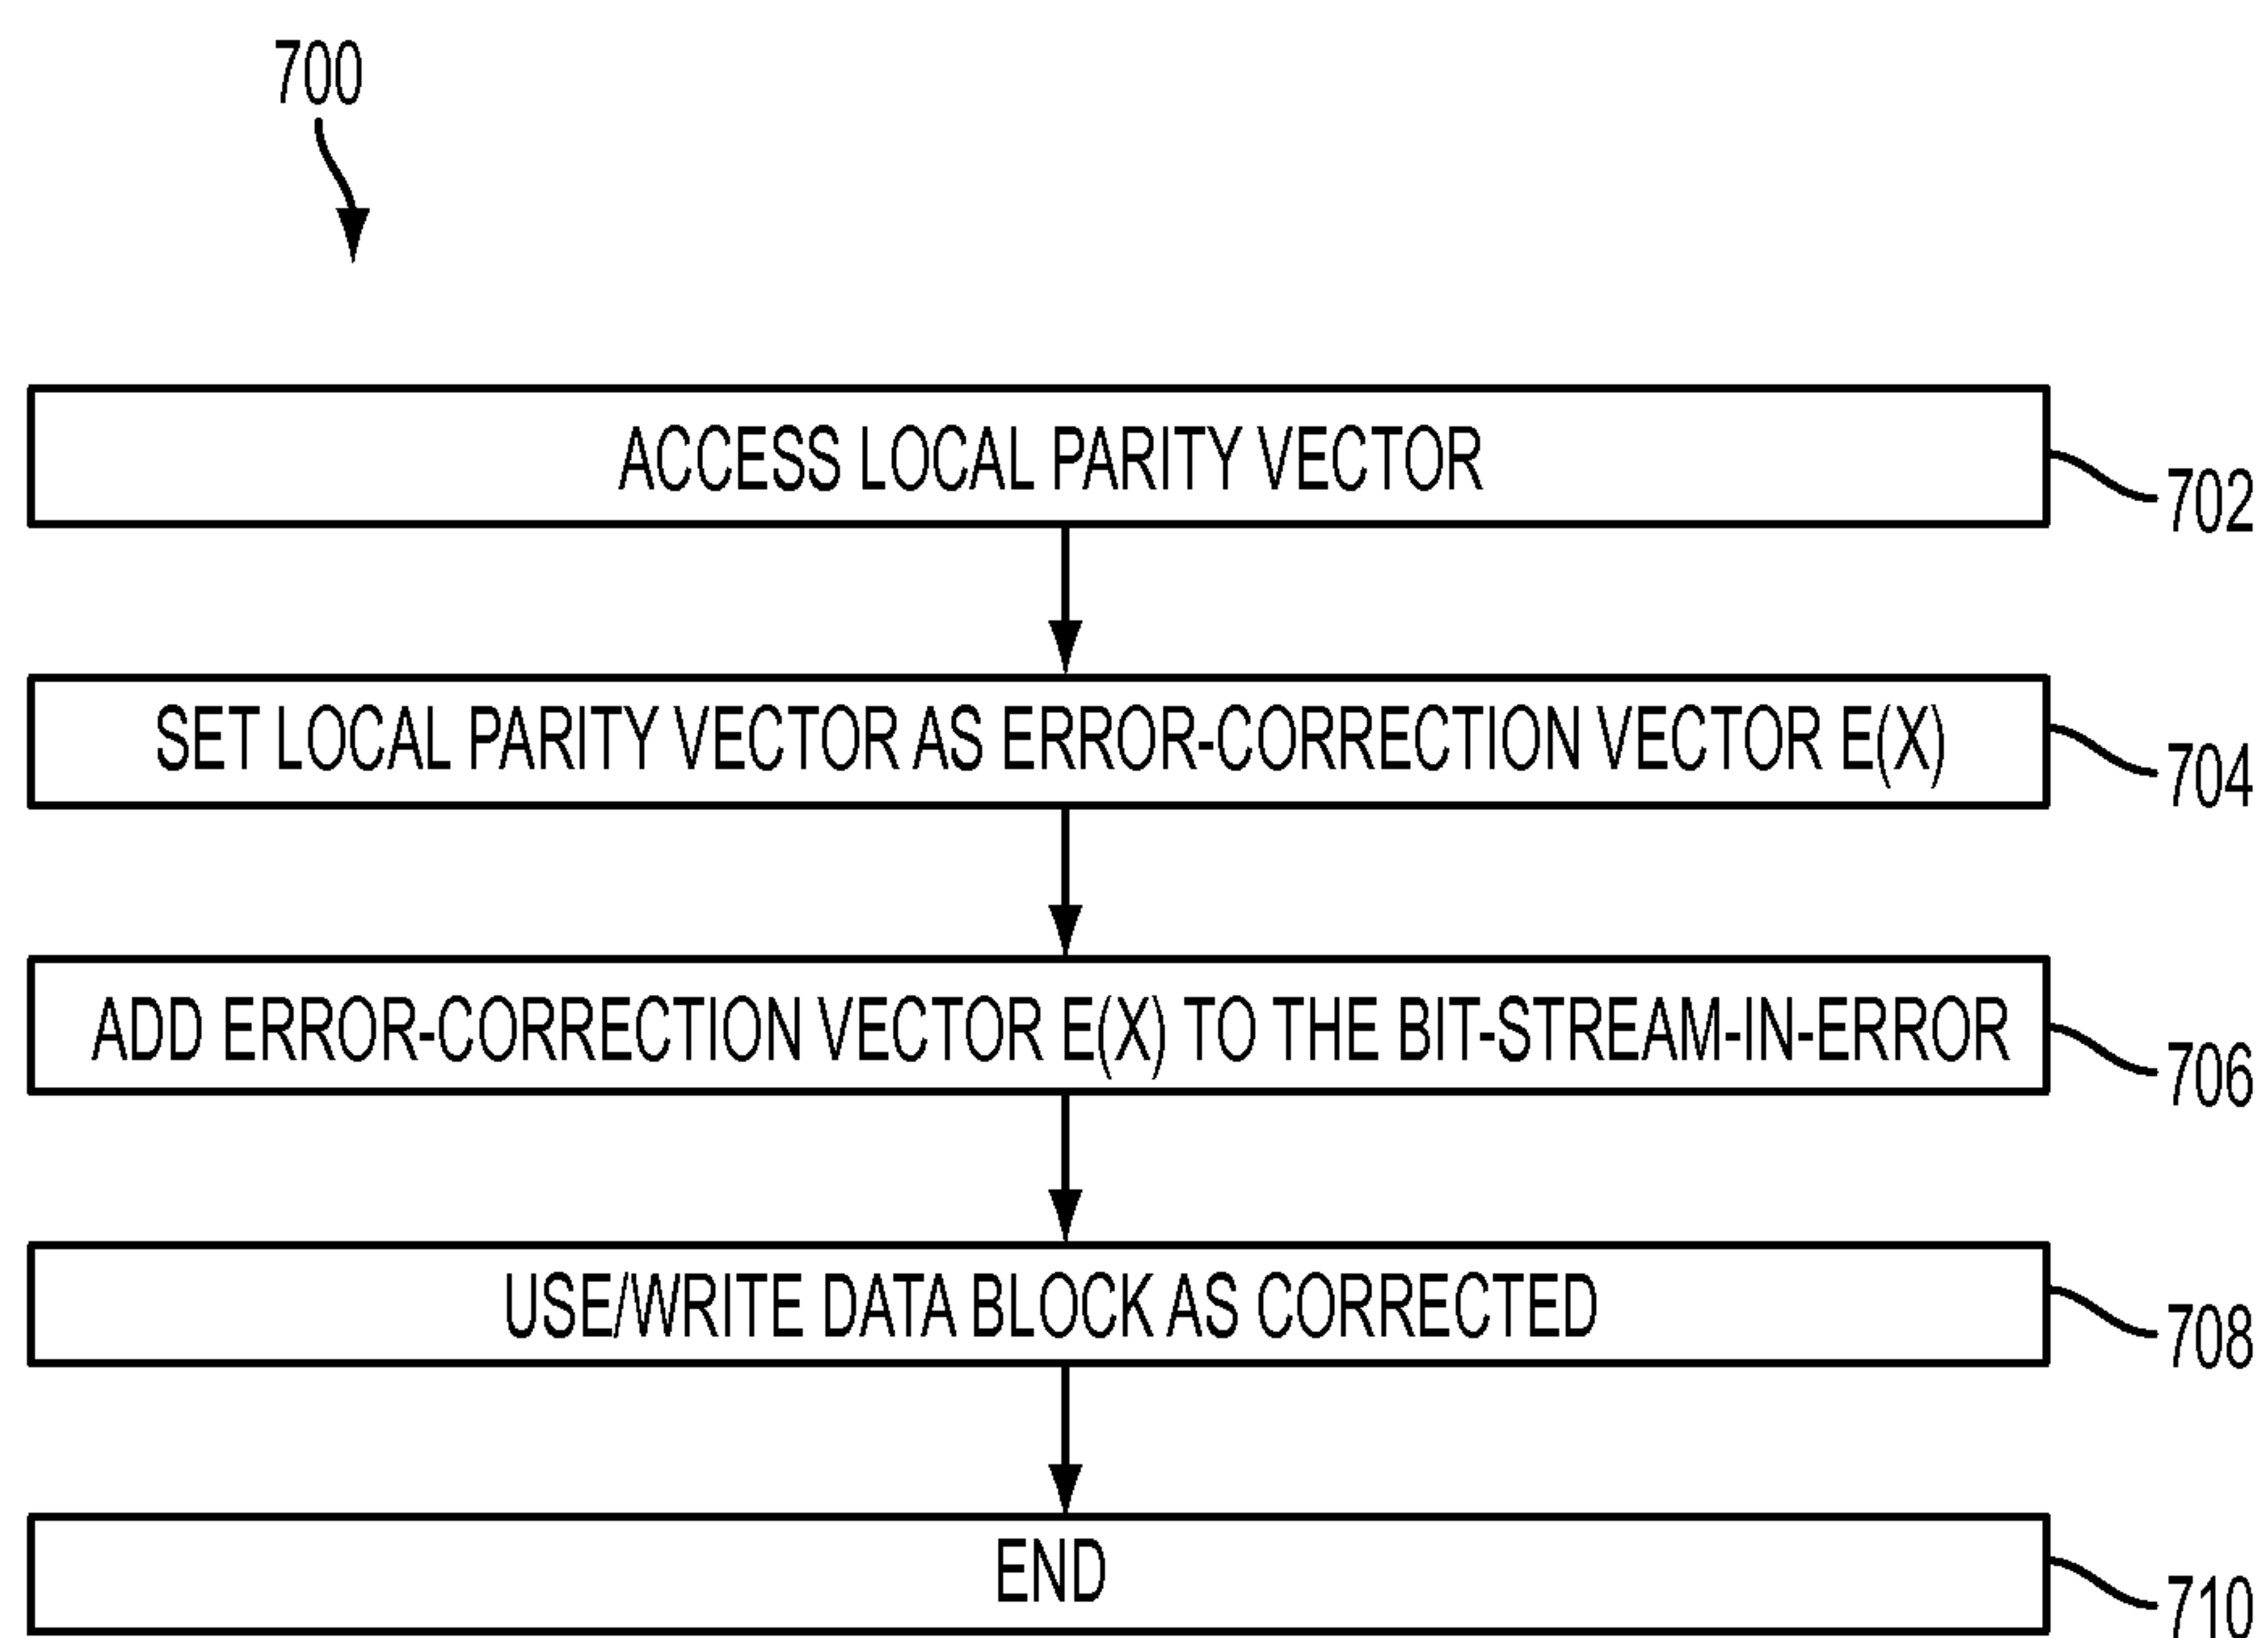 700
ACCESS LOCAL PARITY VECTOR
702
SET LOCAL PARITY VECTOR AS ERROR-CORRECTION VECTOR E(X)
704
ADD ERROR-CORRECTION VECTOR E(X) TO THE BIT-STREAM-IN-ERROR
706
USE/WRITE DATA BLOCK AS CORRECTED
708
END
710